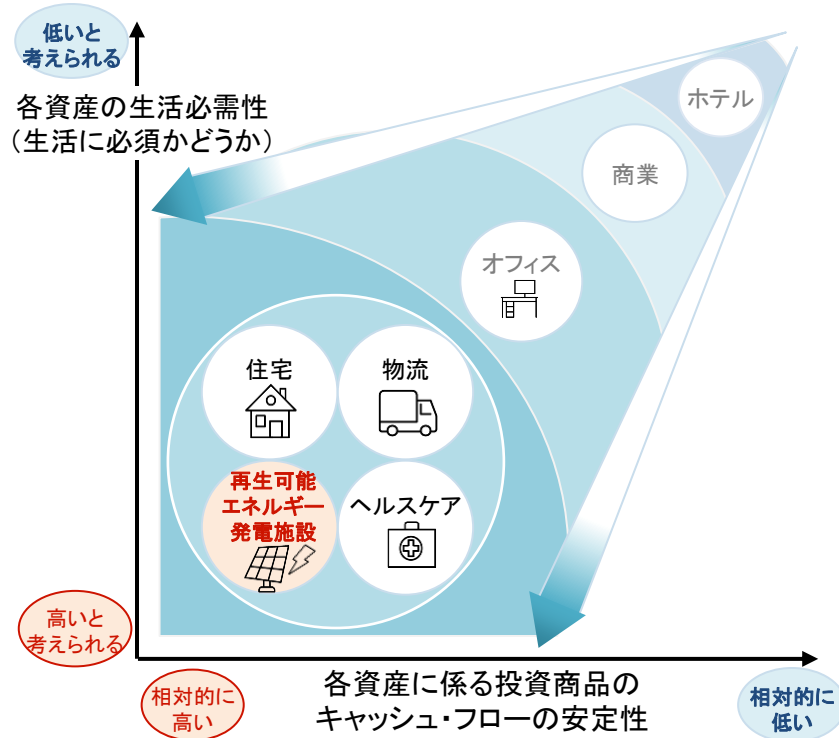 低いと
考えられる
各資産の生活必需性
（生活に必須かどうか）
ホテル
商業
オフィス
住宅
物流
再生可能
エネルギー
発電施設
ヘルスケア
高いと
考えられる
相対的に
高い
各資産に係る投資商品の
キャッシュ・フローの安定性
相対的に
低い